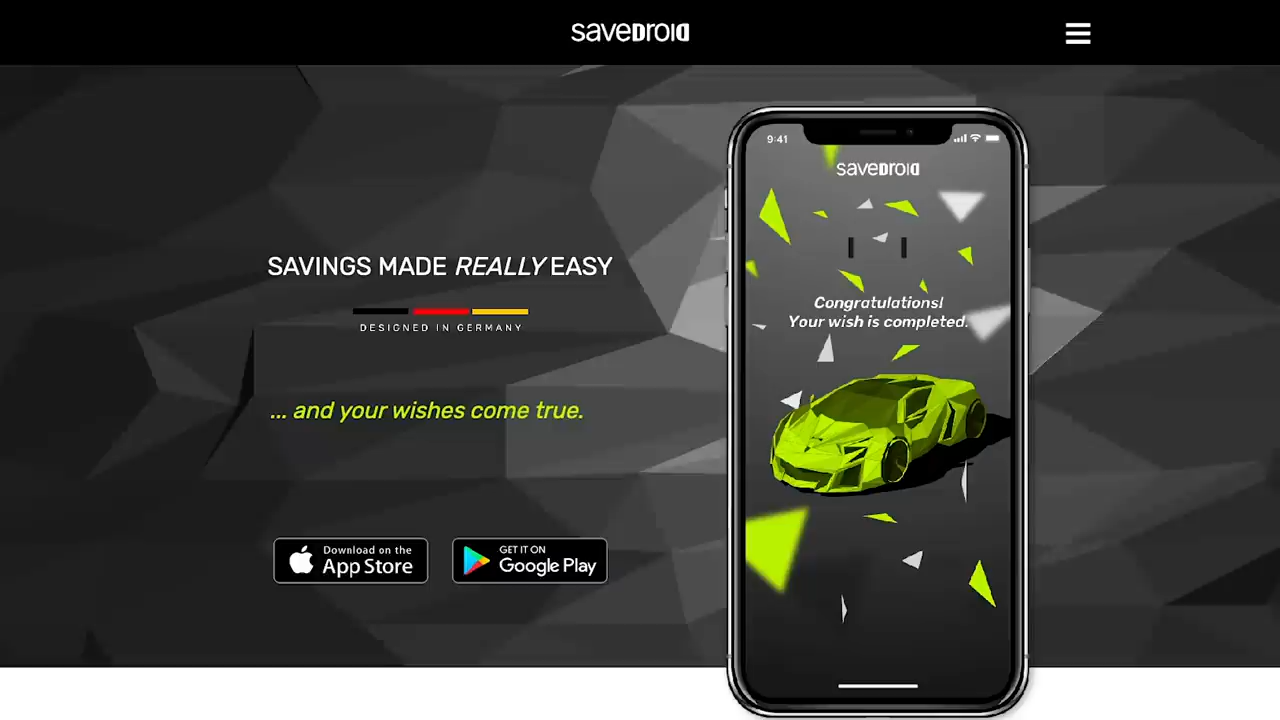 saveDroid
9:41
saveDroid
SAVINGS MADE REALLY EASY
DESIGNED IN GERMANY
Congratulations!
Your wish is completed.
... and your wishes come true.
Download on the
App Store
GET IT ON
Google Play